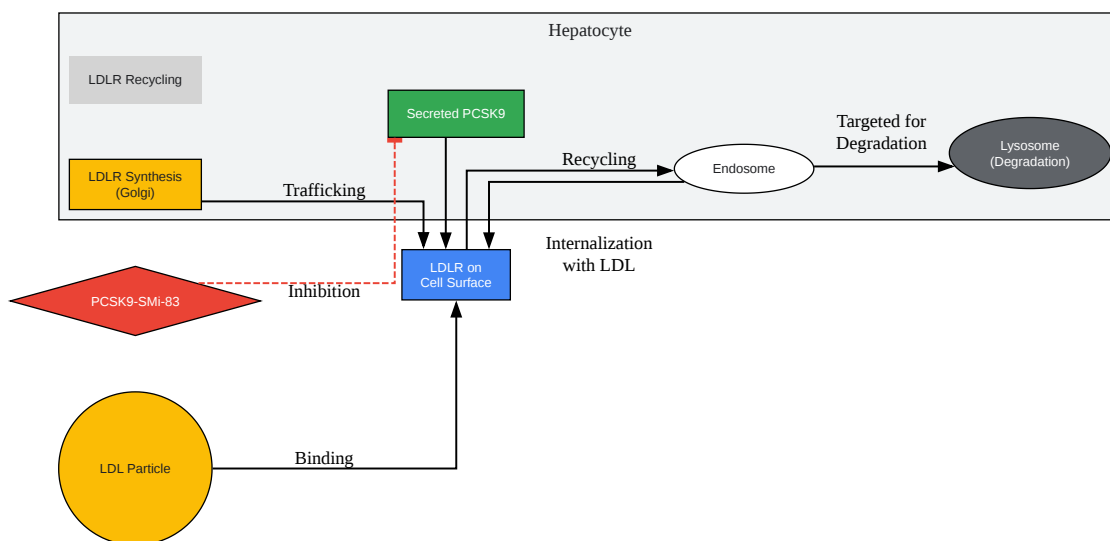 Hepatocyte
LDLR Recycling
Secreted PCSK9
Targeted for
Degradation
Recycling
Endosome
Lysosome
(Degradation)
LDLR Synthesis
(Golgi)
Trafficking
Internalization
with LDL
LDLR on
Cell Surface
PCSK9-SMi-83
Inhibition
LDL Particle
Binding